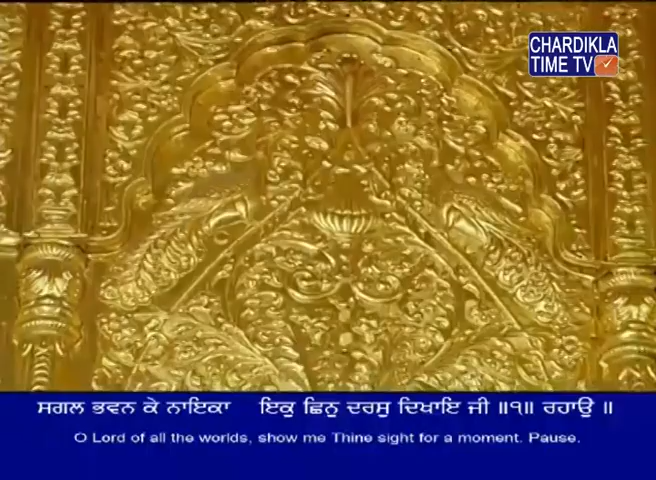 CHARDIKLA
TIME TV
ਸਗਲ ਭਵਨ ਕੇ ਨਾਇਕਾ ਇਕੁ ਛਿਨੁ ਦਰਸੁ ਦਿਖਾਇ ਜੀ ॥੧॥ ਰਹਾਉ ॥
O Lord of all the worlds, show me Thine sight for a moment. Pause.